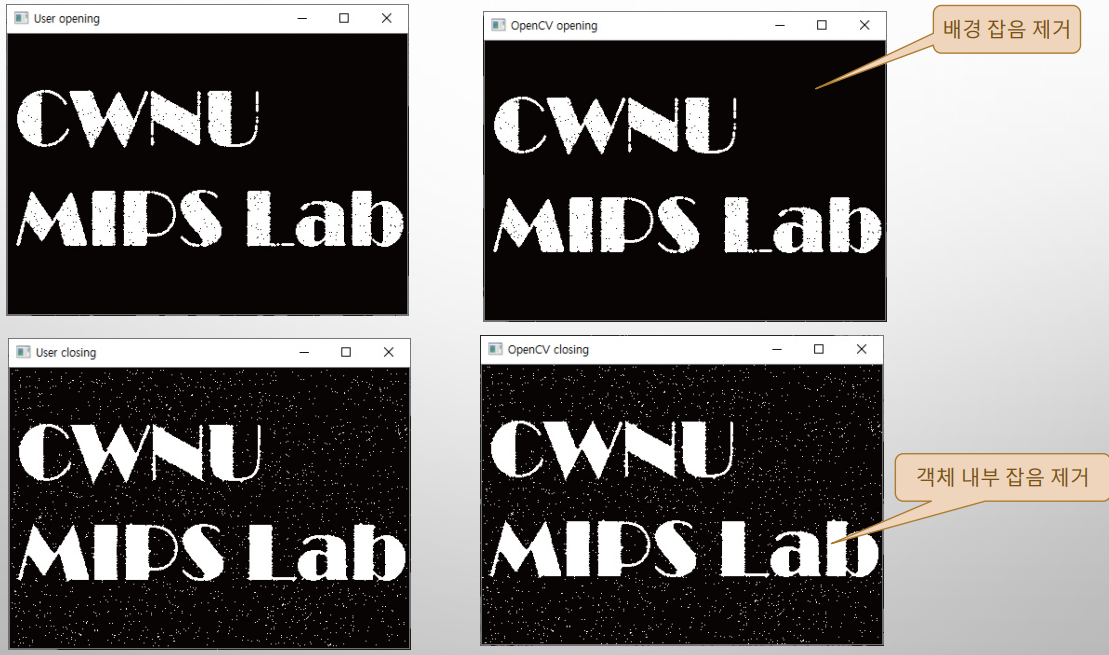 User opening
CWNU
MIPS Lab
OpenCV opening
CWNU
MIPS Lab
배경 잡음 제거
User closing
CWNU
MIPS Lab
OpenCV closing
CWNU
MIPS Lab
객체 내부 잡음 제거